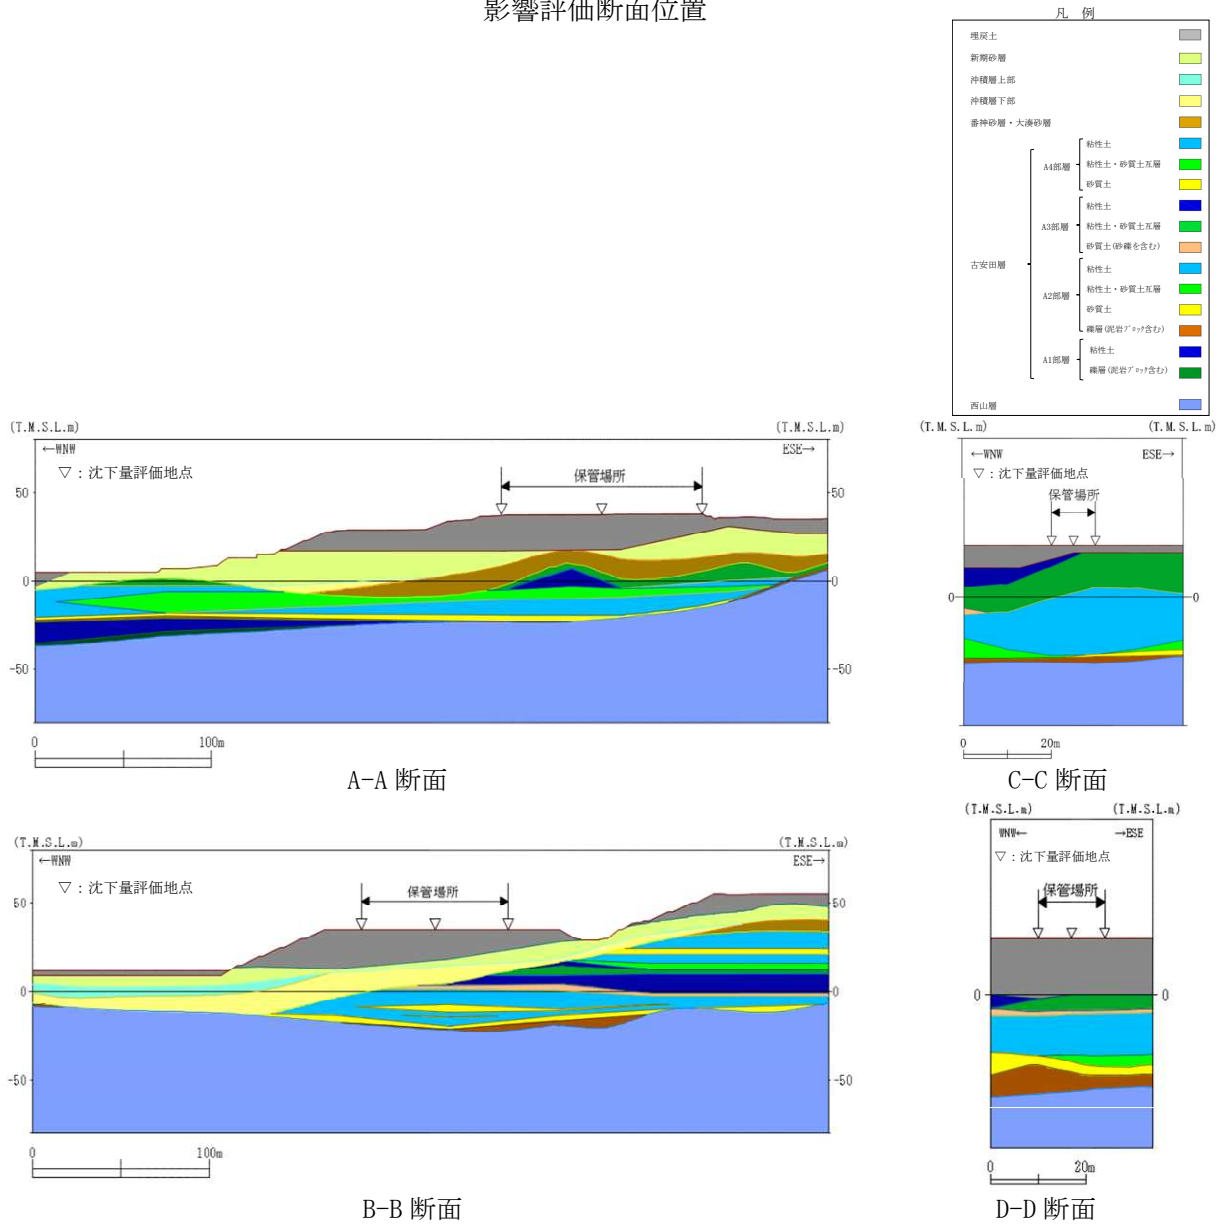 影響評価断面位置
凡 例
埋戻土
新期砂層
沖積層上部
沖積層下部
番神砂層・大湊砂層
古安田層
A4部層
粘性土
粘性土・砂質土互層
砂質土
A3部層
粘性土
粘性土・砂質土互層
砂質土(砂礫を含む)
A2部層
粘性土
粘性土・砂質土互層
砂質土
礫層(泥岩ブロック含む)
A1部層
粘性土
礫層(泥岩ブロック含む)
西山層
(T.M.S.L.m) (T.M.S.L.m)
←WNW ESE→
▽：沈下量評価地点
保管場所
50 50
0 0
-50 -50
0 100m
A-A 断面
(T.M.S.L.m) (T.M.S.L.m)
←WNW ESE→
▽：沈下量評価地点
保管場所
0 0
0 20m
C-C 断面
(T.M.S.L.m) (T.M.S.L.m)
←WNW ESE→
▽：沈下量評価地点
保管場所
50 50
0 0
-50 -50
0 100m
B-B 断面
(T.M.S.L.m) (T.M.S.L.m)
WNW← →ESE
▽：沈下量評価地点
保管場所
0 0
0 20m
D-D 断面